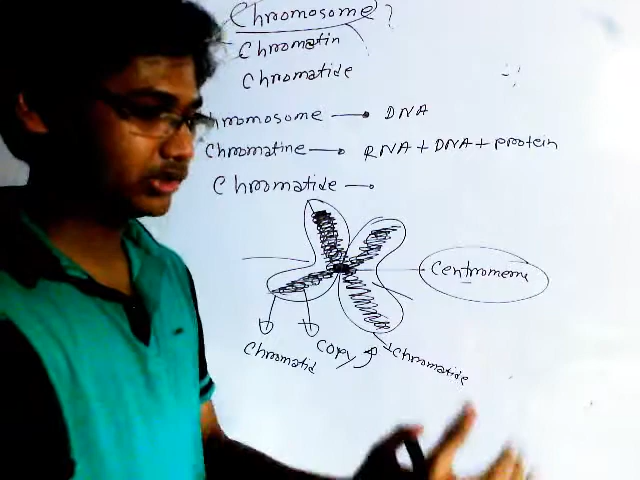 Chromosome?
Chromatin
Chromatide
hromosome → DNA
Chromatine → RNA + DNA + protein
Chromatide →
Centromere
Chromatid
Copy
Chromatide